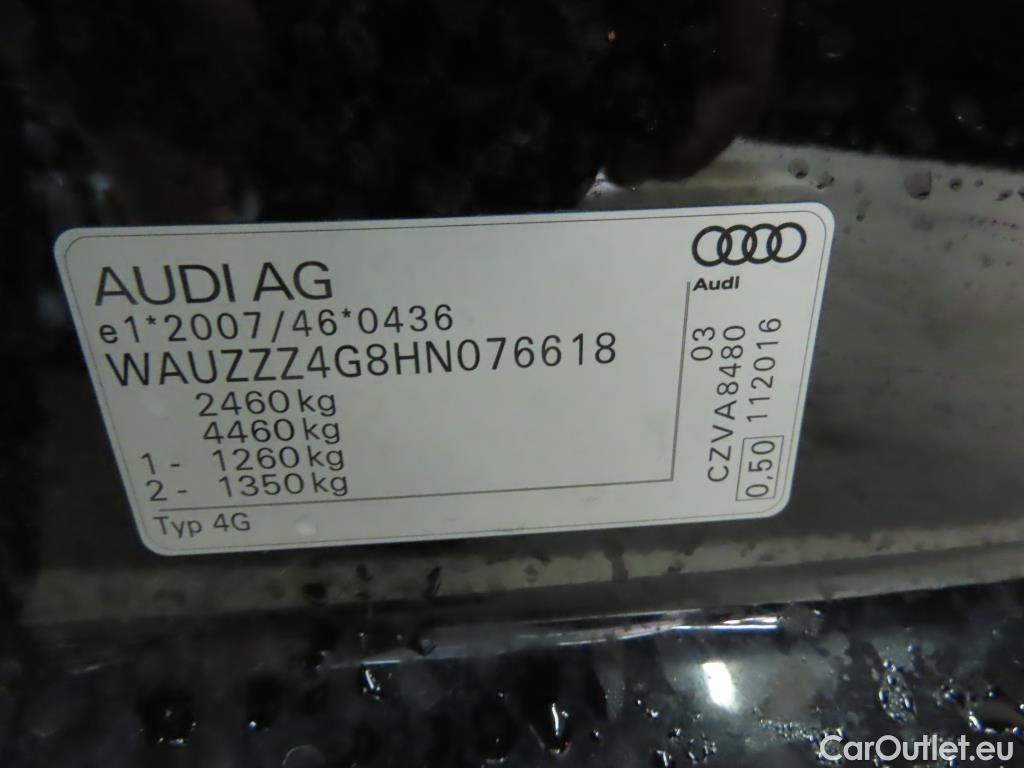 AUDI AG
e1*2007/46*0436
WAUZZZ4G8HN076618
2460 kg
4460 kg
1- 1260 kg
2- 1350 kg
Typ 4G
Audi
03
CZVA8480
0,50 112016
CarOutlet.eu